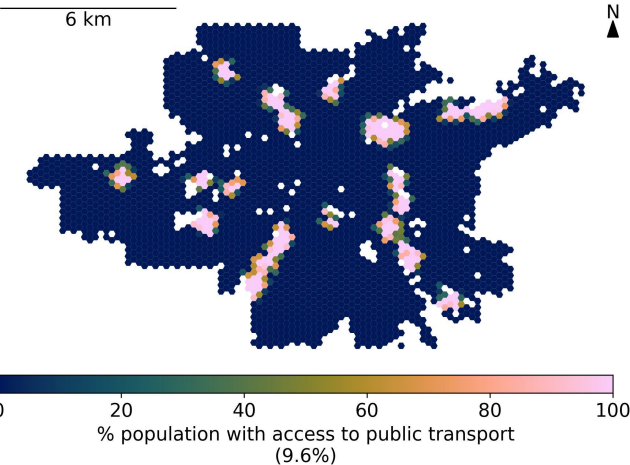 6 km
N
0 20 40 60 80 100
% population with access to public transport
(9.6%)